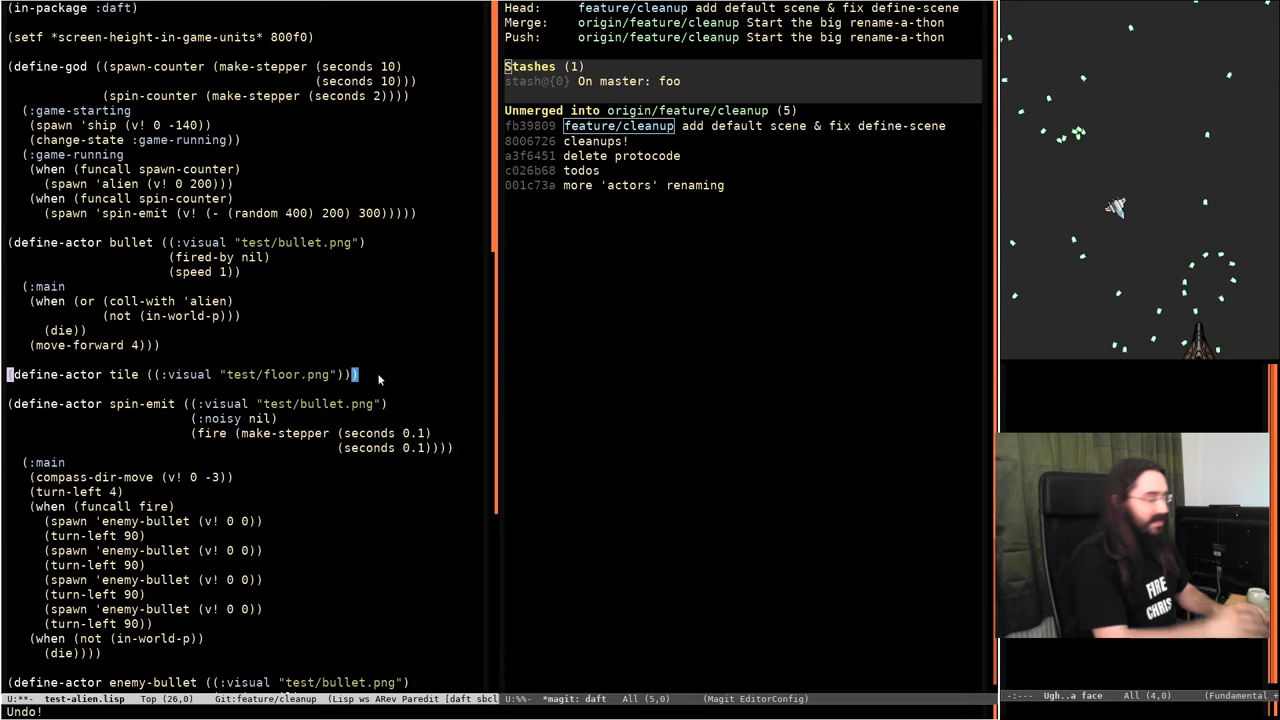 (in-package :daft)
(setf *screen-height-in-game-units* 800f0)
(define-god ((spawn-counter (make-stepper (seconds 10)
(seconds 10)))
(spin-counter (make-stepper (seconds 2))))
(:game-starting
(spawn 'ship (v! 0 -140))
(change-state :game-running))
(:game-running
(when (funcall spawn-counter)
(spawn 'alien (v! 0 200)))
(when (funcall spin-counter)
(spawn 'spin-emit (v! (- (random 400) 200) 300)))))
(define-actor bullet ((:visual "test/bullet.png")
(fired-by nil)
(speed 1))
(:main
(when (or (coll-with 'alien)
(not (in-world-p)))
(die))
(move-forward 4)))
(define-actor tile ((:visual "test/floor.png")))
(define-actor spin-emit ((:visual "test/bullet.png")
(:noisy nil)
(fire (make-stepper (seconds 0.1)
(seconds 0.1))))
(:main
(compass-dir-move (v! 0 -3))
(turn-left 4)
(when (funcall fire)
(spawn 'enemy-bullet (v! 0 0))
(turn-left 90)
(spawn 'enemy-bullet (v! 0 0))
(turn-left 90)
(spawn 'enemy-bullet (v! 0 0))
(turn-left 90)
(spawn 'enemy-bullet (v! 0 0))
(turn-left 90))
(when (not (in-world-p))
(die))))
(define-actor enemy-bullet ((:visual "test/bullet.png")
U:**- test-alien.lisp Top (26,0) Git:feature/cleanup (Lisp ws ARev Paredit [daft sbcl
Undo!
Head: feature/cleanup add default scene & fix define-scene
Merge: origin/feature/cleanup Start the big rename-a-thon
Push: origin/feature/cleanup Start the big rename-a-thon
Stashes (1)
stash@{0} On master: foo
Unmerged into origin/feature/cleanup (5)
fb39809 feature/cleanup add default scene & fix define-scene
8006726 cleanups!
a3f6451 delete protocode
c026b68 todos
001c73a more 'actors' renaming
U:%%- *magit: daft All (5,0) (Magit EditorConfig)
FIRE
CHRIS
-:--- Ugh..a face All (4,0) (Fundamental +